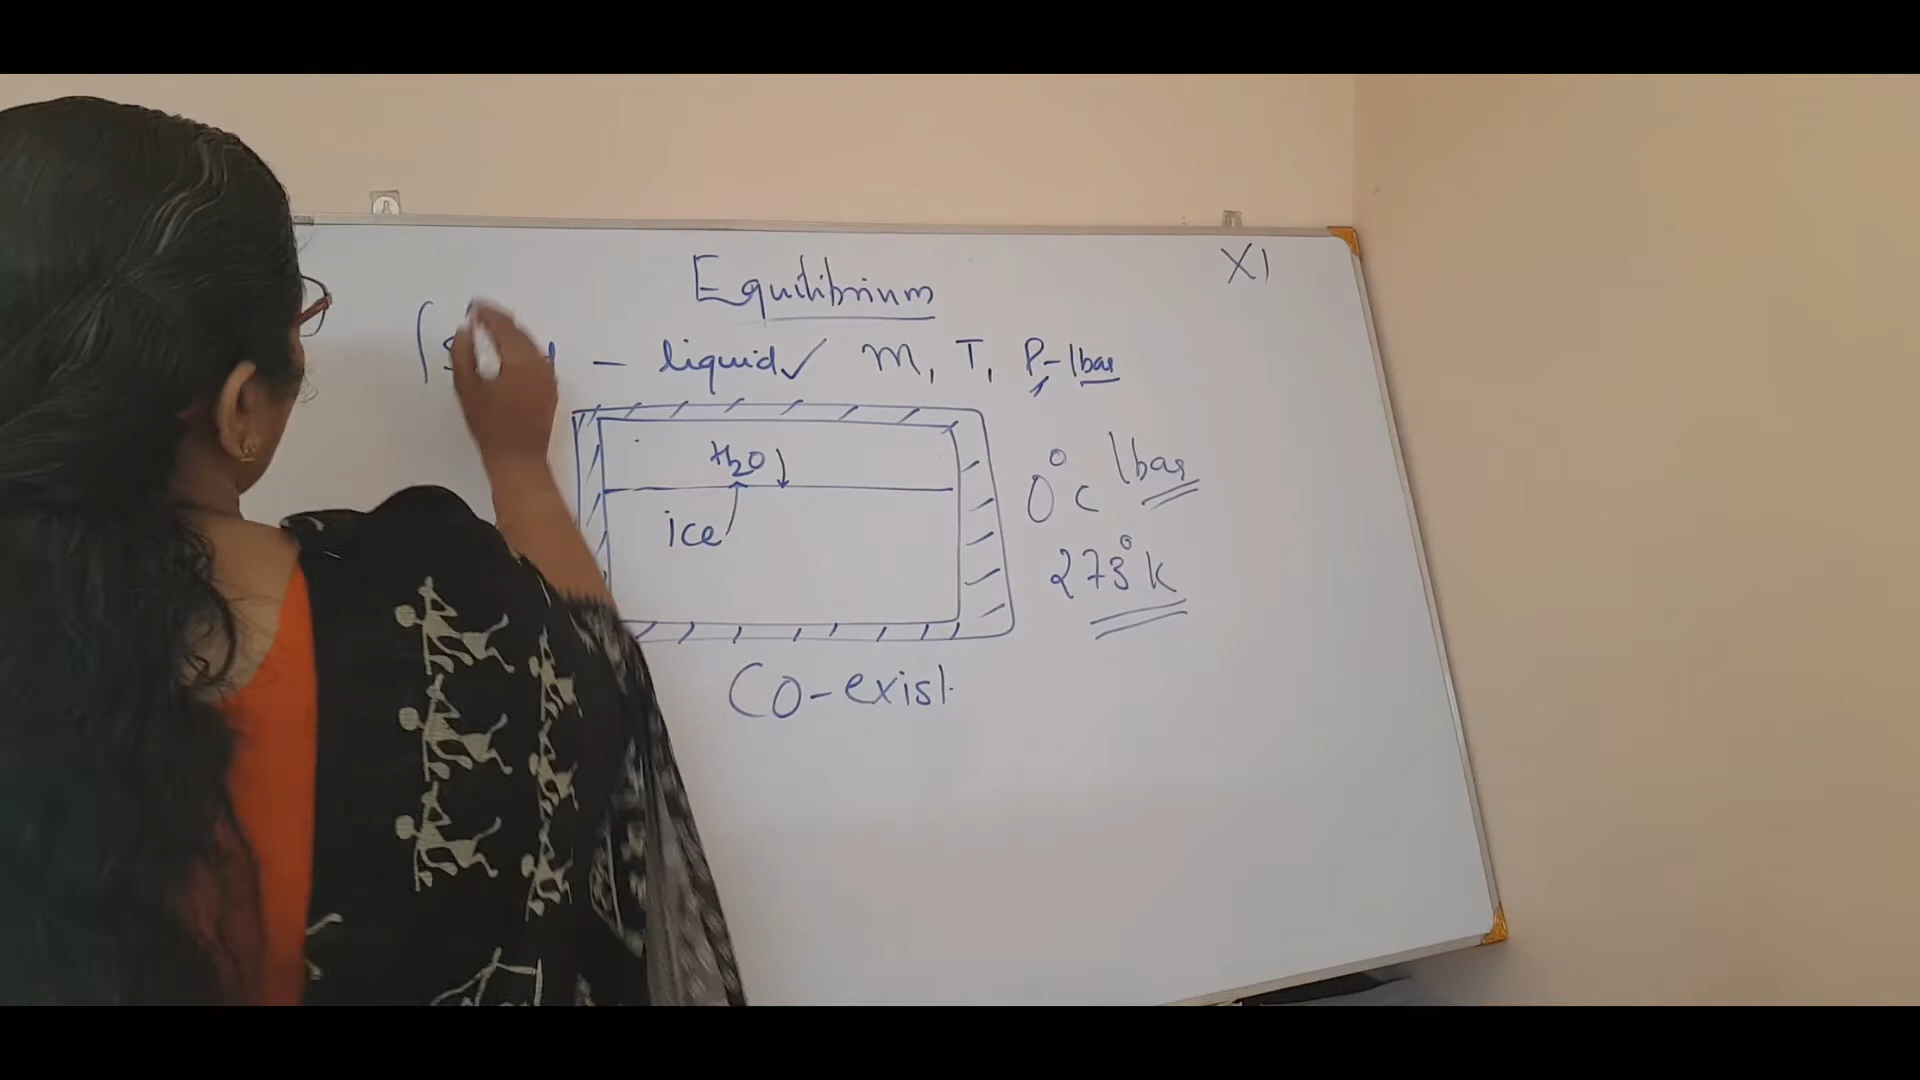 Equilibrium
XI
– liquid ✓ m, T, P – 1bar
H2O
ice
0°c 1bar
273°k
Co-exist